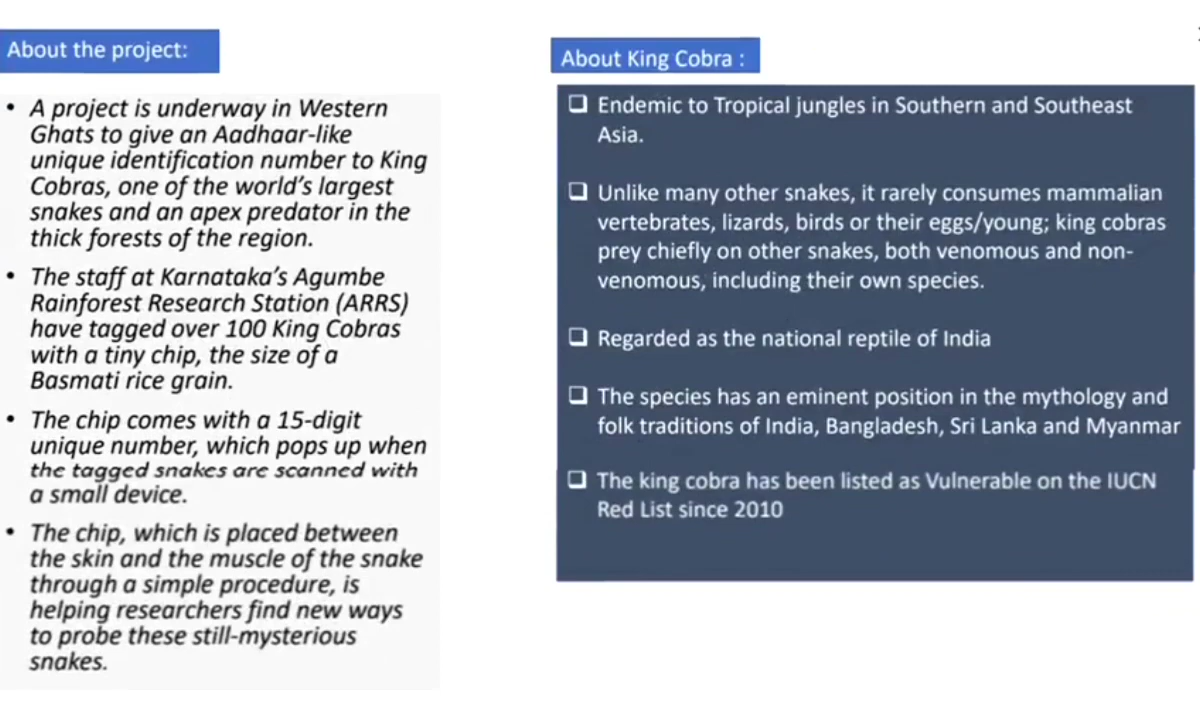 About the project:
• A project is underway in Western
Ghats to give an Aadhaar-like
unique identification number to King
Cobras, one of the world's largest
snakes and an apex predator in the
thick forests of the region.
• The staff at Karnataka's Agumbe
Rainforest Research Station (ARRS)
have tagged over 100 King Cobras
with a tiny chip, the size of a
Basmati rice grain.
• The chip comes with a 15-digit
unique number, which pops up when
the tagged snakes are scanned with
a small device.
• The chip, which is placed between
the skin and the muscle of the snake
through a simple procedure, is
helping researchers find new ways
to probe these still-mysterious
snakes.
About King Cobra :
❑ Endemic to Tropical jungles in Southern and Southeast
Asia.
❑ Unlike many other snakes, it rarely consumes mammalian
vertebrates, lizards, birds or their eggs/young; king cobras
prey chiefly on other snakes, both venomous and non-
venomous, including their own species.
❑ Regarded as the national reptile of India
❑ The species has an eminent position in the mythology and
folk traditions of India, Bangladesh, Sri Lanka and Myanmar
❑ The king cobra has been listed as Vulnerable on the IUCN
Red List since 2010